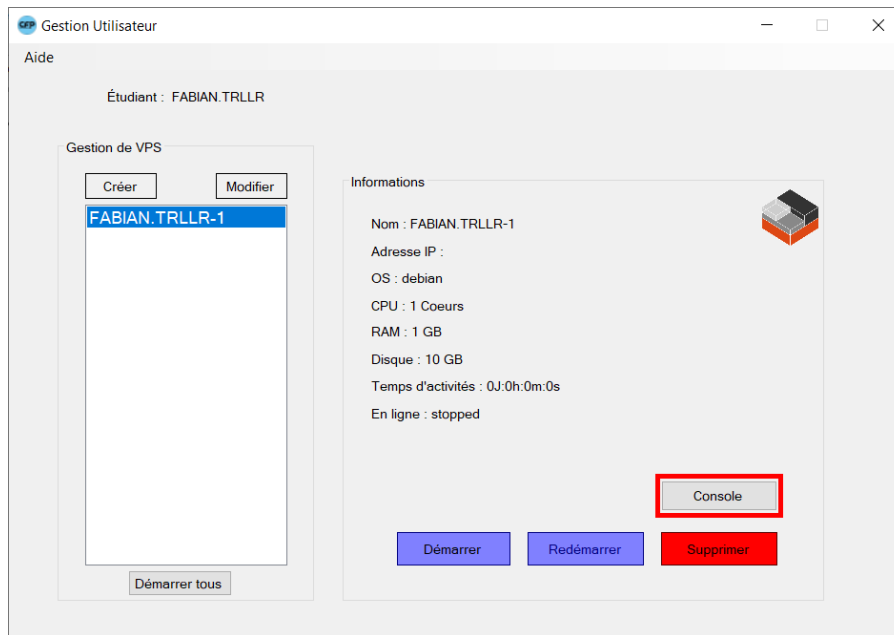 CFP Gestion Utilisateur
Aide
Étudiant : FABIAN.TRLLR
Gestion de VPS
Créer Modifier
FABIAN.TRLLR-1
Démarrer tous
Informations
Nom : FABIAN.TRLLR-1
Adresse IP :
OS : debian
CPU : 1 Coeurs
RAM : 1 GB
Disque : 10 GB
Temps d'activités : 0J:0h:0m:0s
En ligne : stopped
Console
Démarrer Redémarrer Supprimer